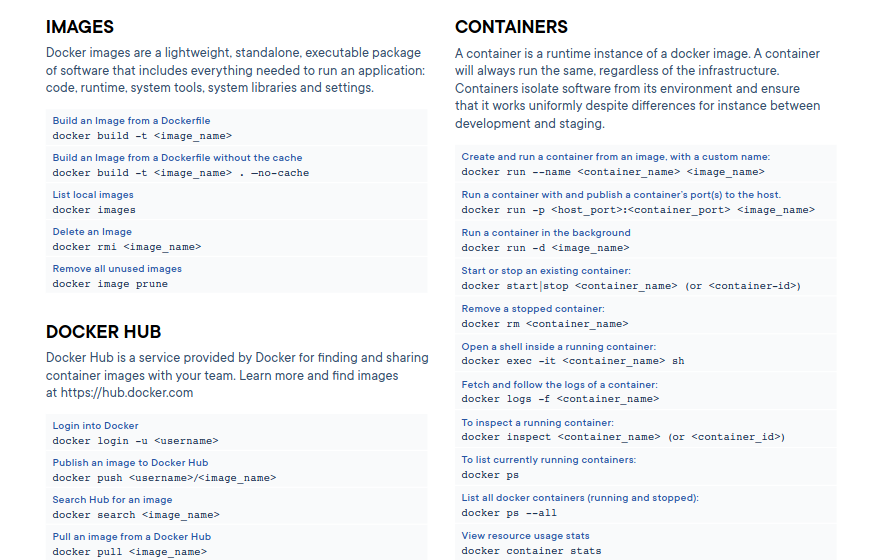 IMAGES
Docker images are a lightweight, standalone, executable package
of software that includes everything needed to run an application:
code, runtime, system tools, system libraries and settings.
Build an Image from a Dockerfile
docker build -t <image_name>
Build an Image from a Dockerfile without the cache
docker build -t <image_name> . —no-cache
List local images
docker images
Delete an Image
docker rmi <image_name>
Remove all unused images
docker image prune
DOCKER HUB
Docker Hub is a service provided by Docker for finding and sharing
container images with your team. Learn more and find images
at https://hub.docker.com
Login into Docker
docker login -u <username>
Publish an image to Docker Hub
docker push <username>/<image_name>
Search Hub for an image
docker search <image_name>
Pull an image from a Docker Hub
docker pull <image_name>
CONTAINERS
A container is a runtime instance of a docker image. A container
will always run the same, regardless of the infrastructure.
Containers isolate software from its environment and ensure
that it works uniformly despite differences for instance between
development and staging.
Create and run a container from an image, with a custom name:
docker run --name <container_name> <image_name>
Run a container with and publish a container's port(s) to the host.
docker run -p <host_port>:<container_port> <image_name>
Run a container in the background
docker run -d <image_name>
Start or stop an existing container:
docker start|stop <container_name> (or <container-id>)
Remove a stopped container:
docker rm <container_name>
Open a shell inside a running container:
docker exec -it <container_name> sh
Fetch and follow the logs of a container:
docker logs -f <container_name>
To inspect a running container:
docker inspect <container_name> (or <container_id>)
To list currently running containers:
docker ps
List all docker containers (running and stopped):
docker ps --all
View resource usage stats
docker container stats